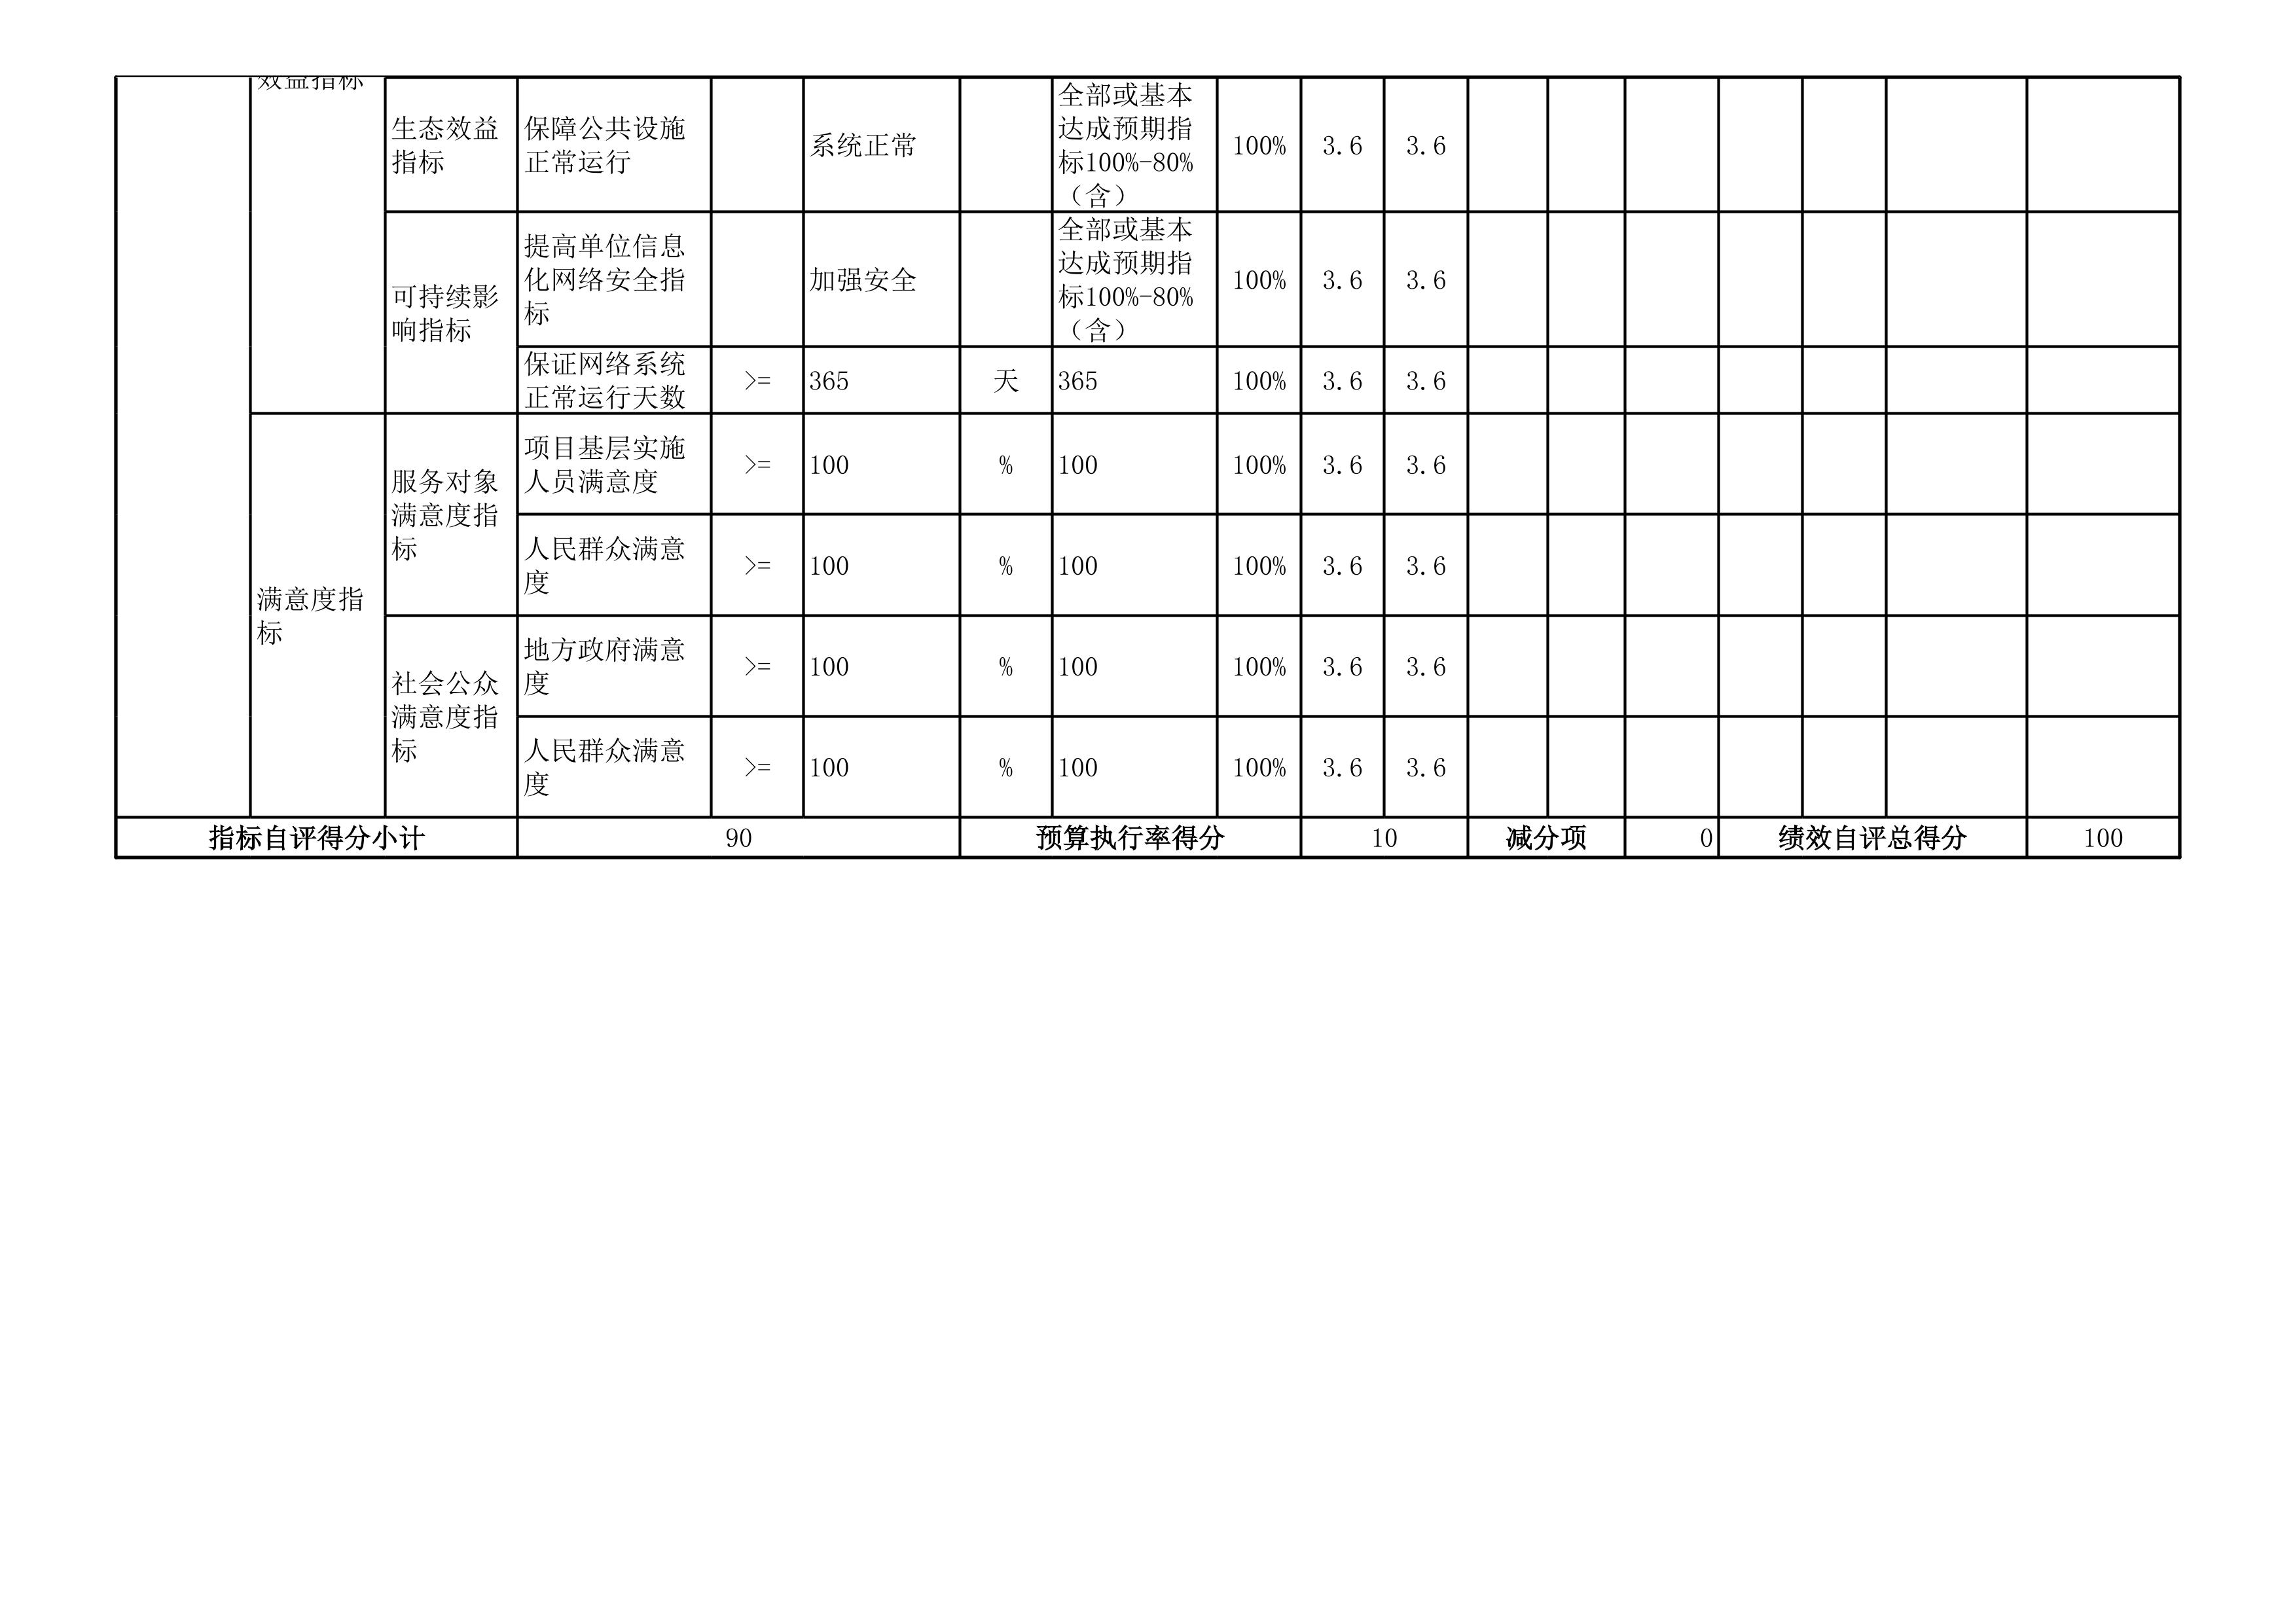 效益指标
生态效益
指标
保障公共设施
正常运行
系统正常
全部或基本
达成预期指
标100%-80%
（含）
100%
3.6
3.6
可持续影
响指标
提高单位信息
化网络安全指
标
加强安全
全部或基本
达成预期指
标100%-80%
（含）
100%
3.6
3.6
保证网络系统
正常运行天数
>=
365
天
365
100%
3.6
3.6
满意度指
标
服务对象
满意度指
标
项目基层实施
人员满意度
>=
100
%
100
100%
3.6
3.6
人民群众满意
度
>=
100
%
100
100%
3.6
3.6
社会公众
满意度指
标
地方政府满意
度
>=
100
%
100
100%
3.6
3.6
人民群众满意
度
>=
100
%
100
100%
3.6
3.6
指标自评得分小计
90
预算执行率得分
10
减分项
0
绩效自评总得分
100